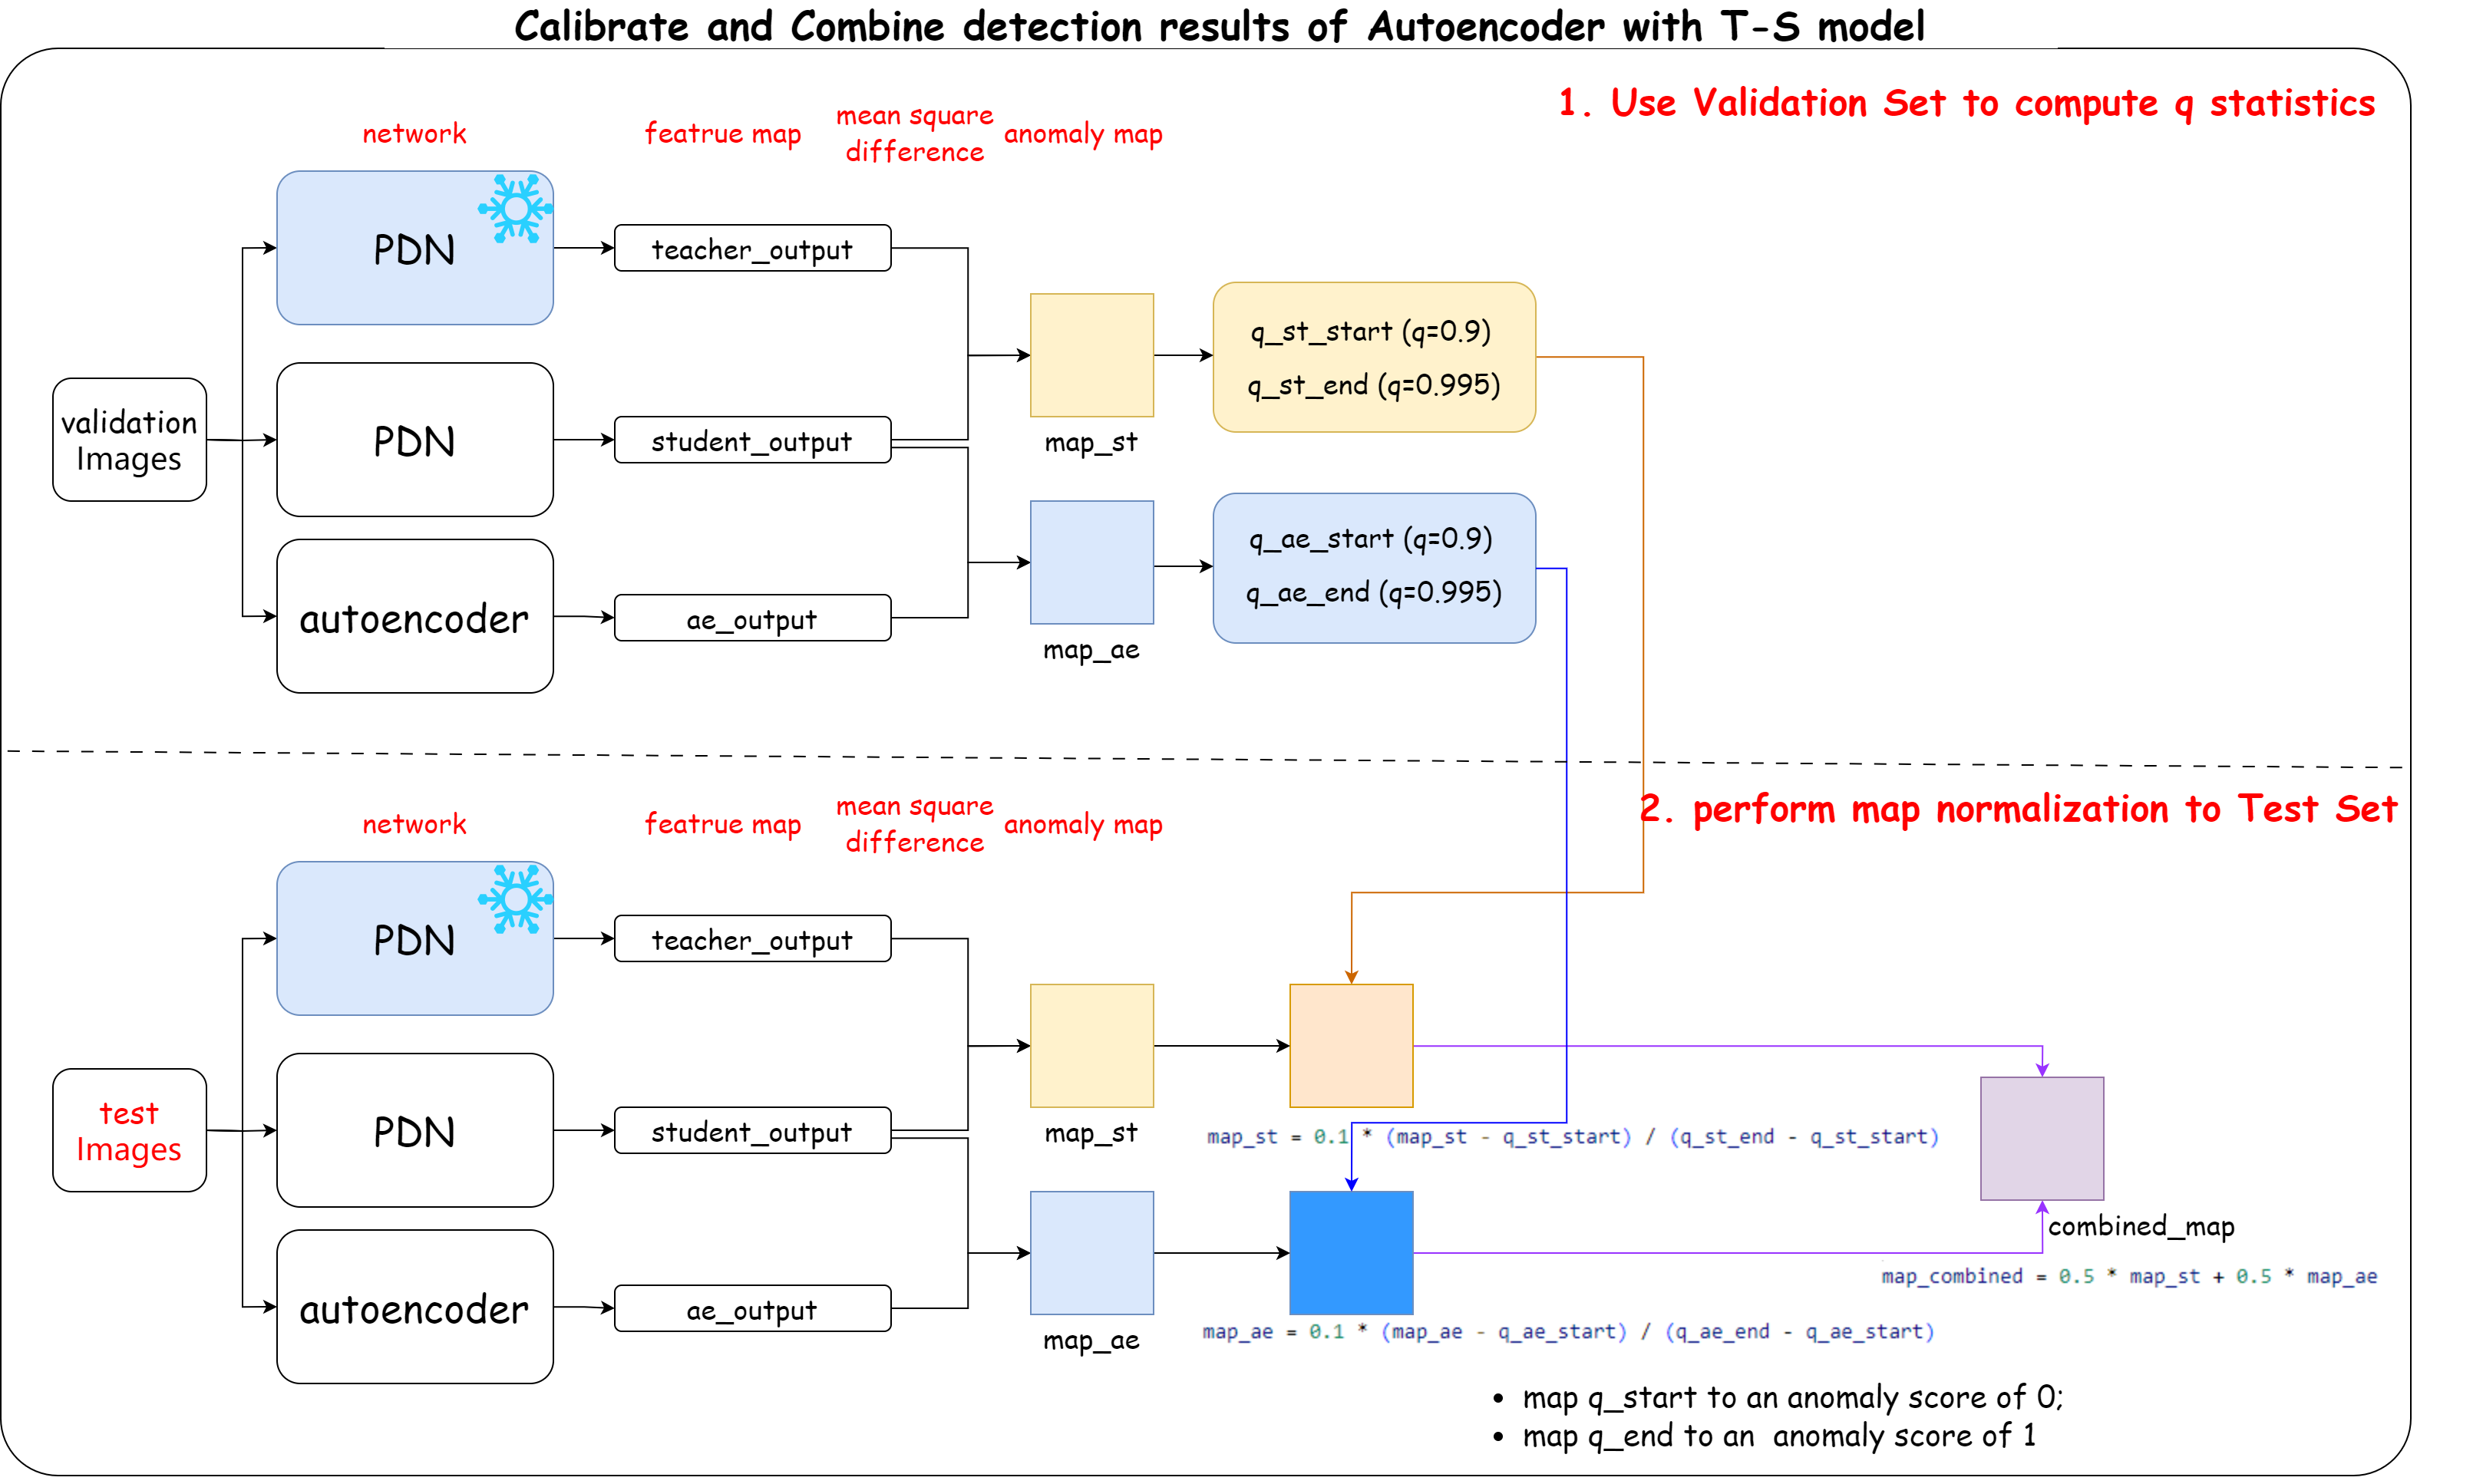 Calibrate and Combine detection results of Autoencoder with T-S model
1. Use Validation Set to compute q statistics
network
featrue map
mean square
difference
anomaly map
PDN
teacher_output
q_st_start (q=0.9)
q_st_end (q=0.995)
validation
Images
PDN
student_output
map_st
q_ae_start (q=0.9)
q_ae_end (q=0.995)
autoencoder
ae_output
map_ae
2. perform map normalization to Test Set
network
featrue map
mean square
difference
anomaly map
PDN
teacher_output
test
Images
PDN
student_output
map_st
map_st = 0.1 * (map_st - q_st_start) / (q_st_end - q_st_start)
combined_map
map_combined = 0.5 * map_st + 0.5 * map_ae
autoencoder
ae_output
map_ae
map_ae = 0.1 * (map_ae - q_ae_start) / (q_ae_end - q_ae_start)
• map q_start to an anomaly score of 0;
• map q_end to an anomaly score of 1